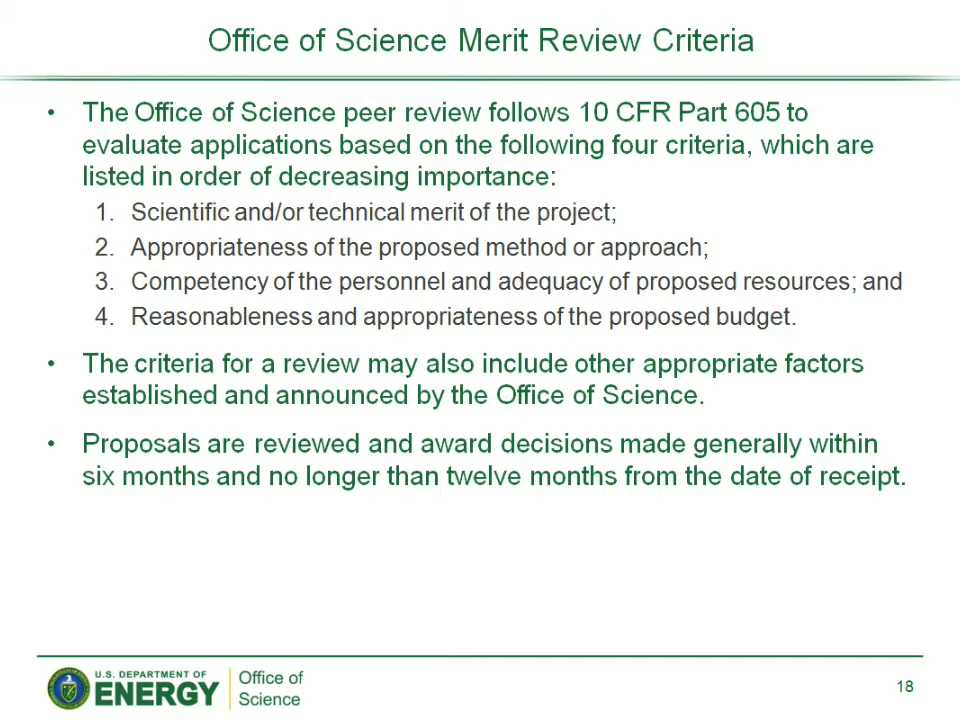 Office of Science Merit Review Criteria
• The Office of Science peer review follows 10 CFR Part 605 to
evaluate applications based on the following four criteria, which are
listed in order of decreasing importance:
1. Scientific and/or technical merit of the project;
2. Appropriateness of the proposed method or approach;
3. Competency of the personnel and adequacy of proposed resources; and
4. Reasonableness and appropriateness of the proposed budget.
• The criteria for a review may also include other appropriate factors
established and announced by the Office of Science.
• Proposals are reviewed and award decisions made generally within
six months and no longer than twelve months from the date of receipt.
U.S. DEPARTMENT OF
ENERGY
Office of
Science
18